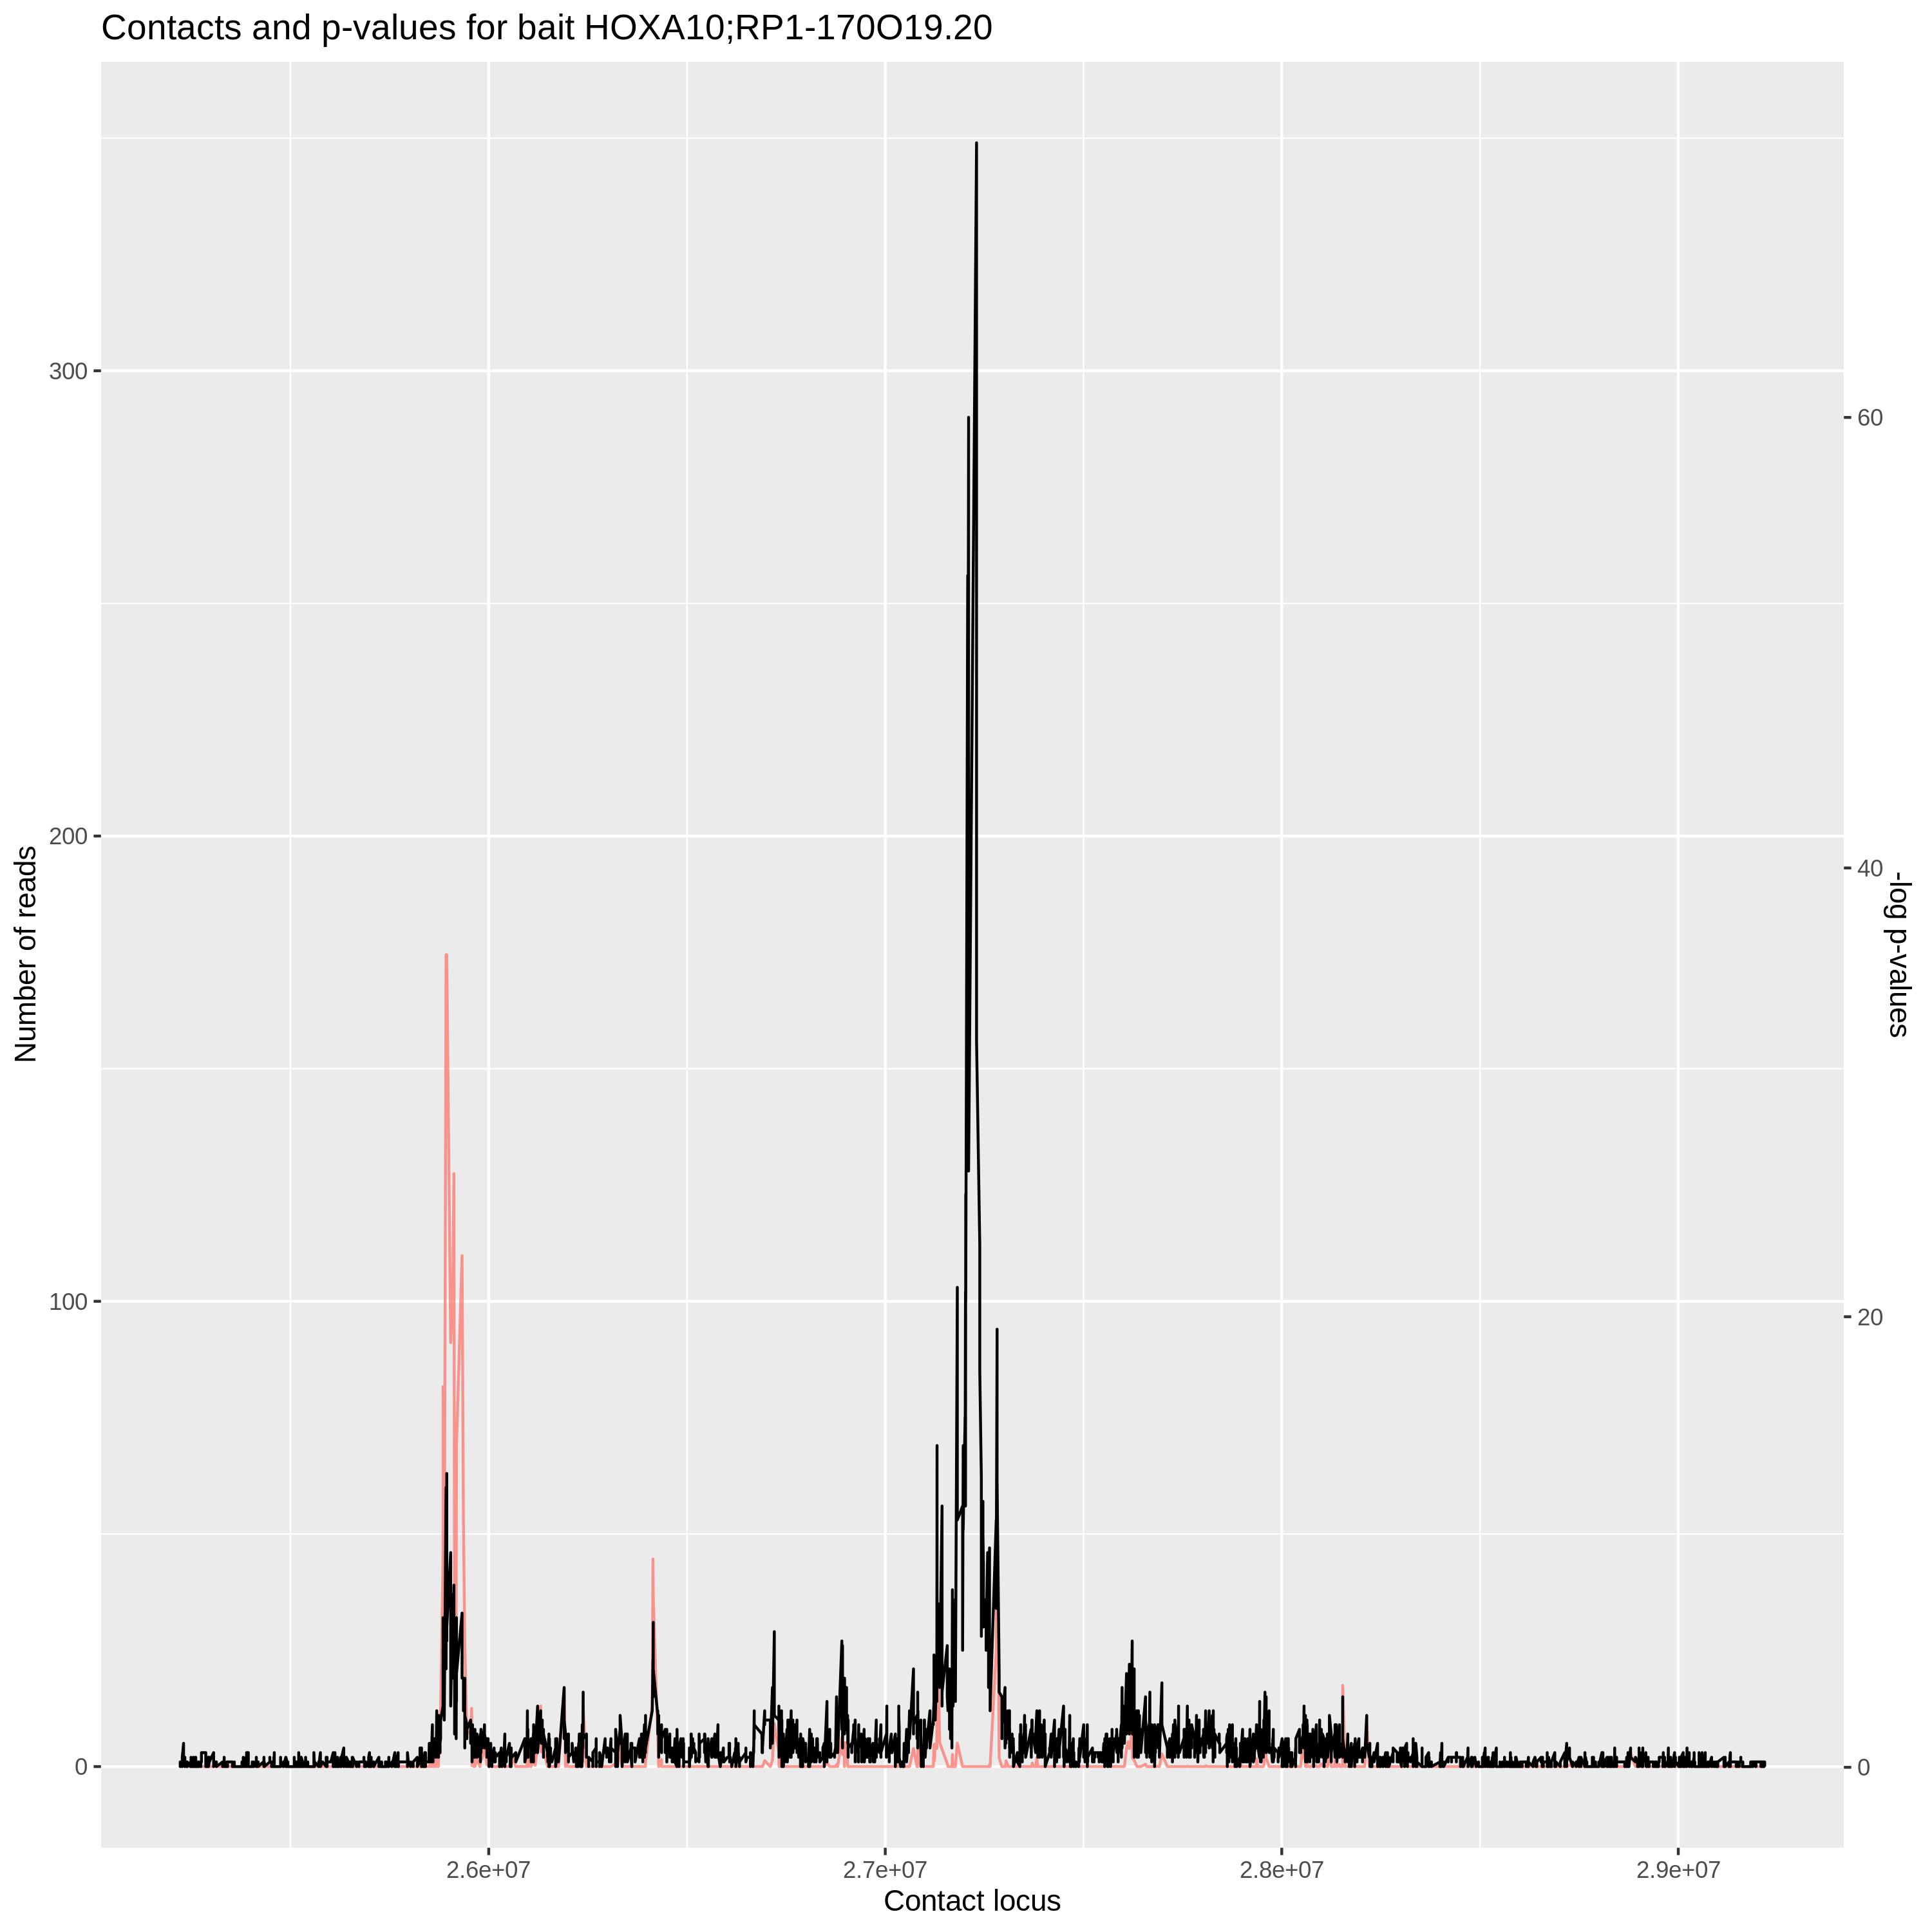 Contacts and p-values for bait HOXA10;RP1-170O19.20
Number of reads
300
200
100
0
60
40
20
0
-log p-values
2.6e+07 2.7e+07 2.8e+07 2.9e+07
Contact locus